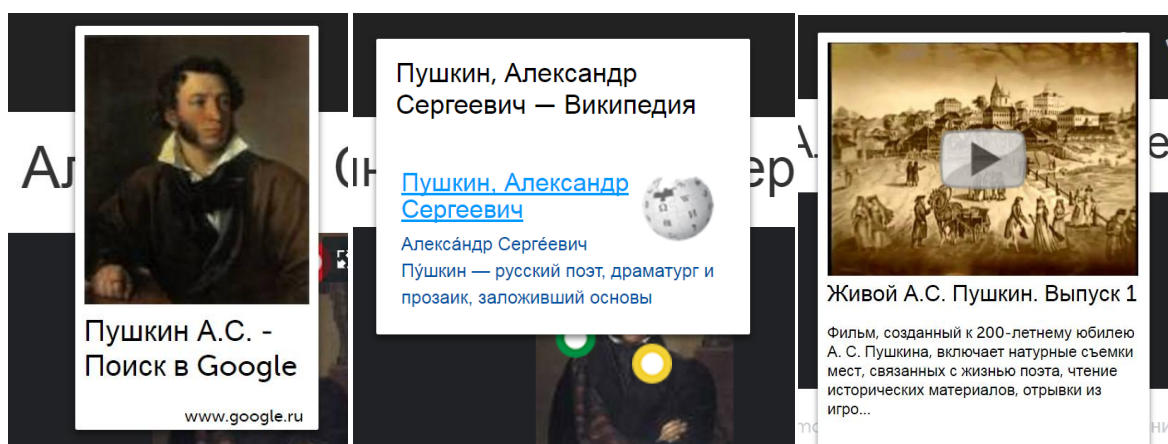 Ал
Пушкин А.С. -
Поиск в Google
www.google.ru
Пушкин, Александр
Сергеевич — Википедия
Пушкин, Александр
Сергеевич
Алекса́ндр Серге́евич
Пу́шкин — русский поэт, драматург и
прозаик, заложивший основы
ер
Живой А.С. Пушкин. Выпуск 1
Фильм, созданный к 200-летнему юбилею
А. С. Пушкина, включает натурные съемки
мест, связанных с жизнью поэта, чтение
исторических материалов, отрывки из
игро...